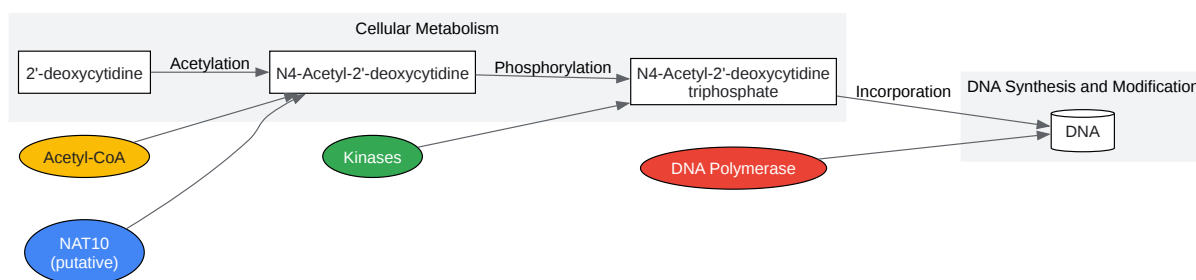 Cellular Metabolism
2'-deoxycytidine
Acetylation
N4-Acetyl-2'-deoxycytidine
Phosphorylation
N4-Acetyl-2'-deoxycytidine
triphosphate
Incorporation
DNA Synthesis and Modification
DNA
Acetyl-CoA
Kinases
DNA Polymerase
NAT10
(putative)